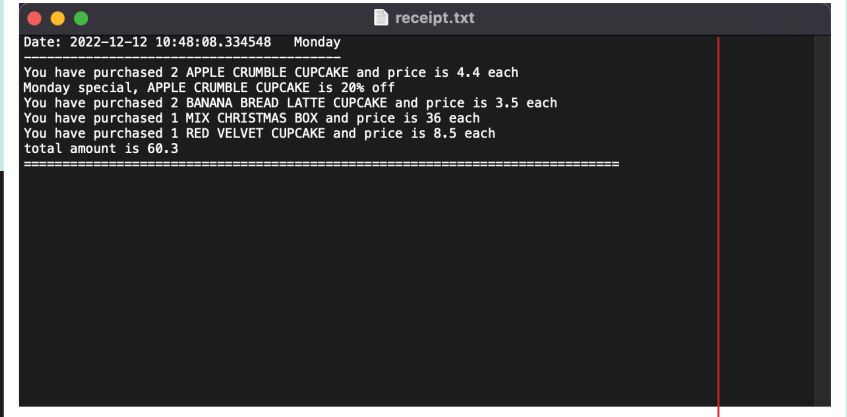 receipt.txt
Date: 2022-12-12 10:48:08.334548   Monday
-----------------------------------------
You have purchased 2 APPLE CRUMBLE CUPCAKE and price is 4.4 each
Monday special, APPLE CRUMBLE CUPCAKE is 20% off
You have purchased 2 BANANA BREAD LATTE CUPCAKE and price is 3.5 each
You have purchased 1 MIX CHRISTMAS BOX and price is 36 each
You have purchased 1 RED VELVET CUPCAKE and price is 8.5 each
total amount is 60.3
=============================================================================